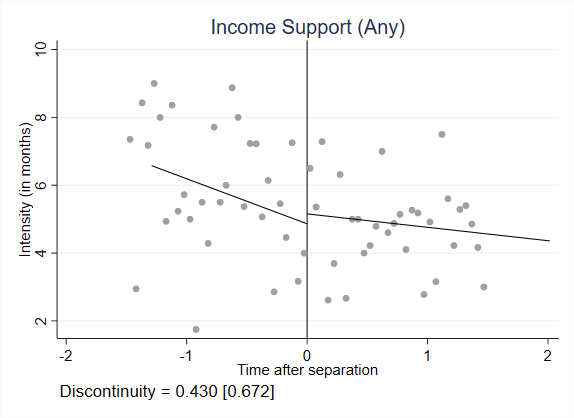 Income Support (Any)
Intensity (in months)
10
8
6
4
2
-2 -1 0 1 2
Time after separation
Discontinuity = 0.430 [0.672]